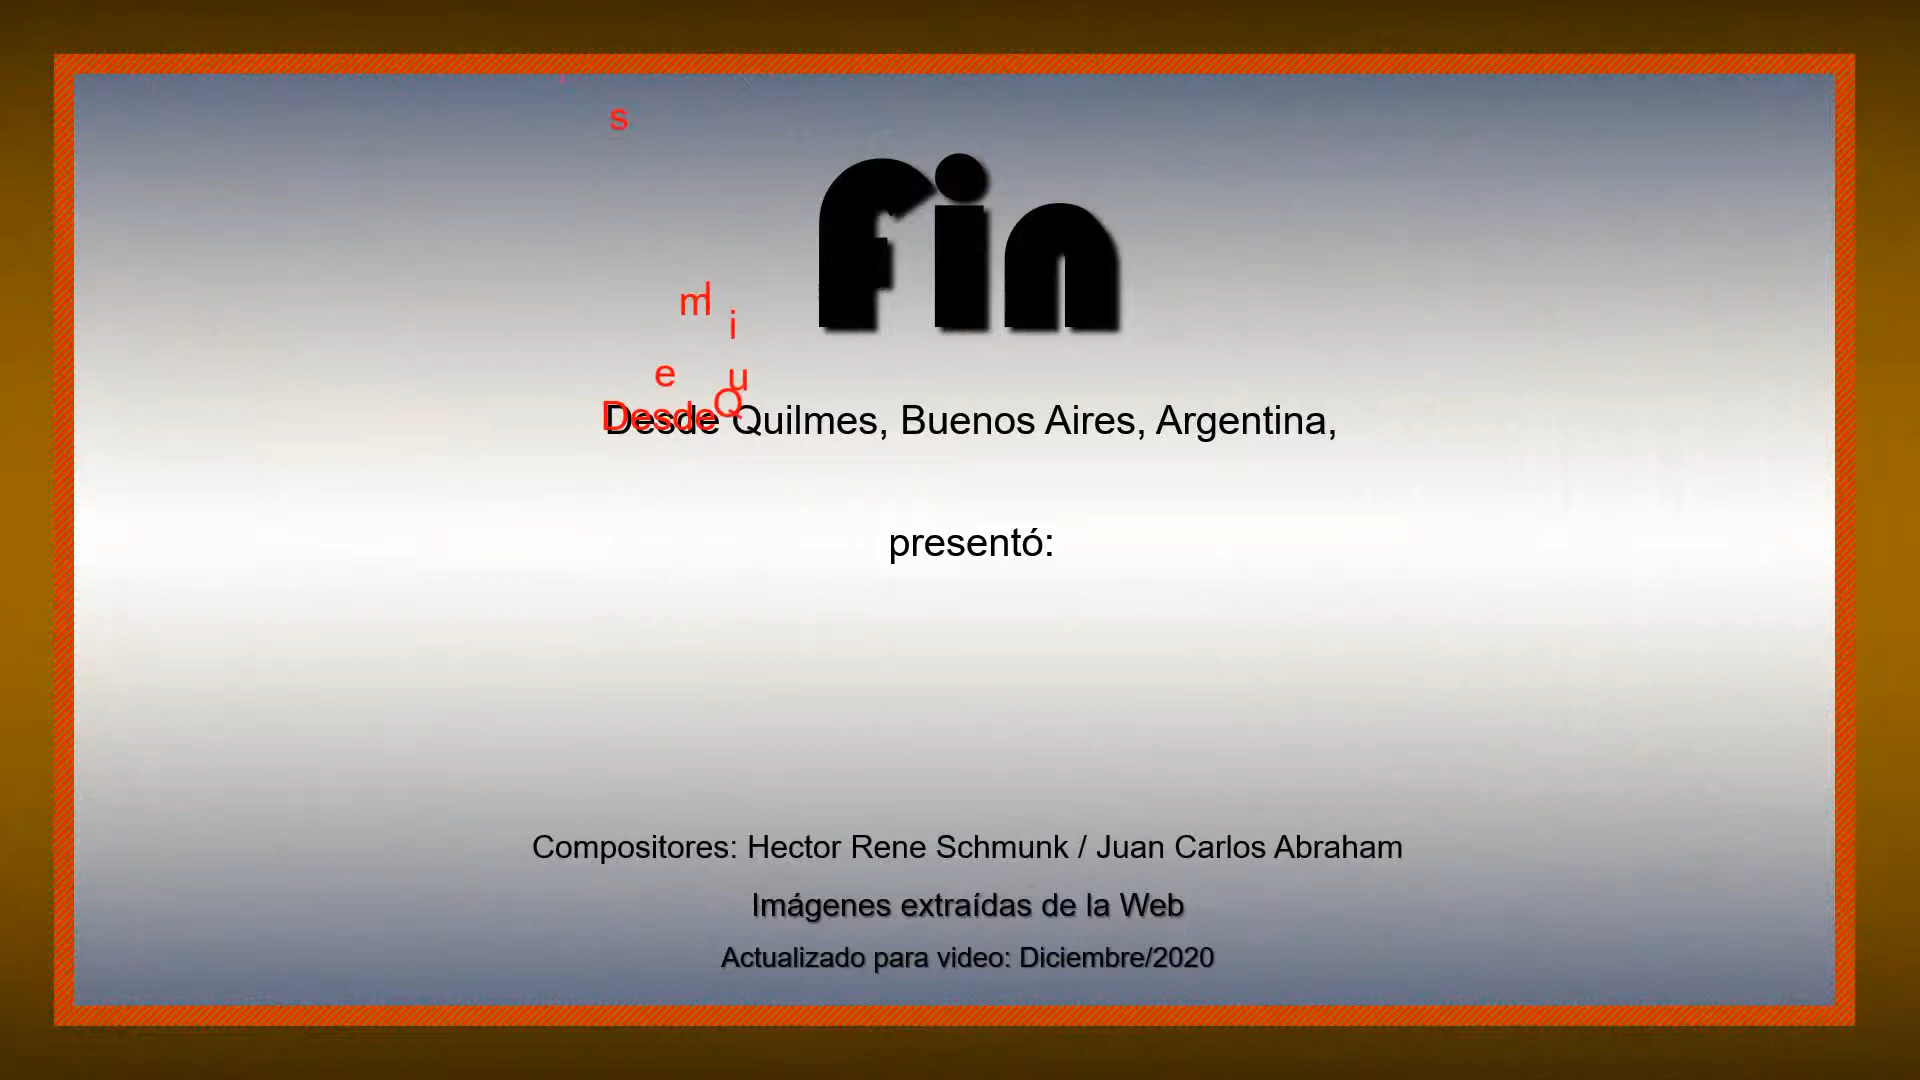 Fin
Desde Quilmes, Buenos Aires, Argentina,
presentó:
Compositores: Hector Rene Schmunk / Juan Carlos Abraham
Imágenes extraídas de la Web
Actualizado para video: Diciembre/2020